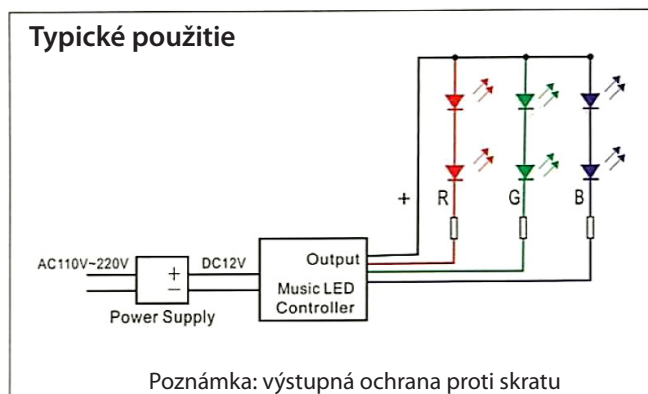 Typické použitie
+
R
G
B
AC110V~220V
DC12V
+
−
Output
Music LED
Controller
Power Supply
Poznámka: výstupná ochrana proti skratu